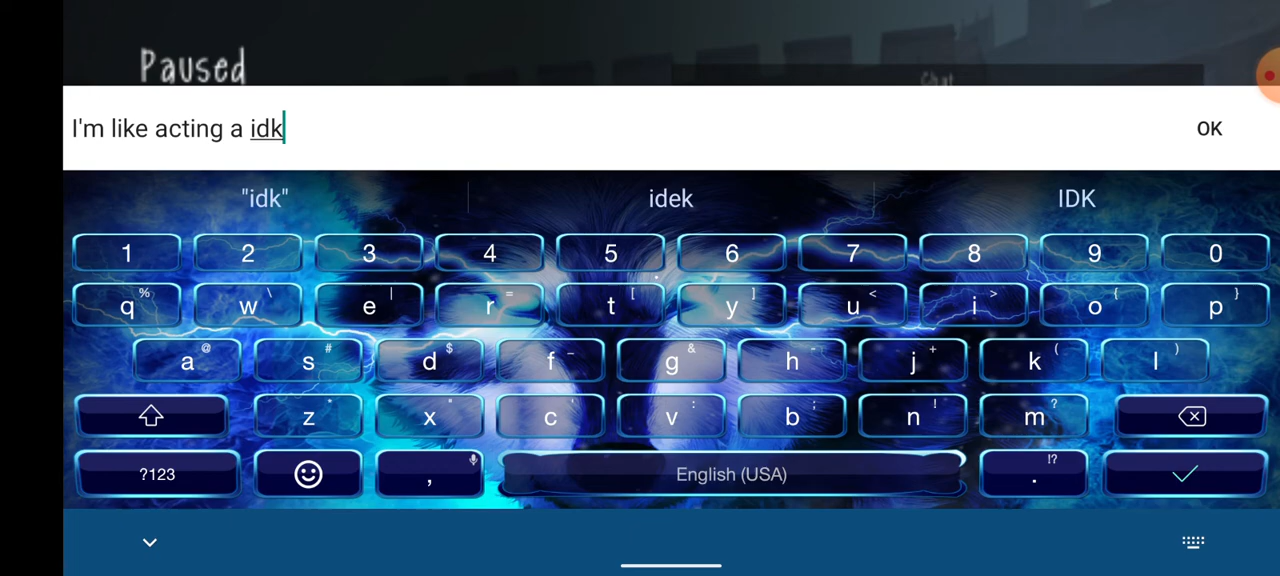 Paused
Chat
I'm like acting a idk
OK
"idk" idek IDK
1 2 3 4 5 6 7 8 9 0
q % w \ e | r = t [ y ] u < i > o { p }
a @ s # d $ f _ g & h - j + k ( l )
z * x " c ' v : b ; n ! m ?
?123 , English (USA) . !?